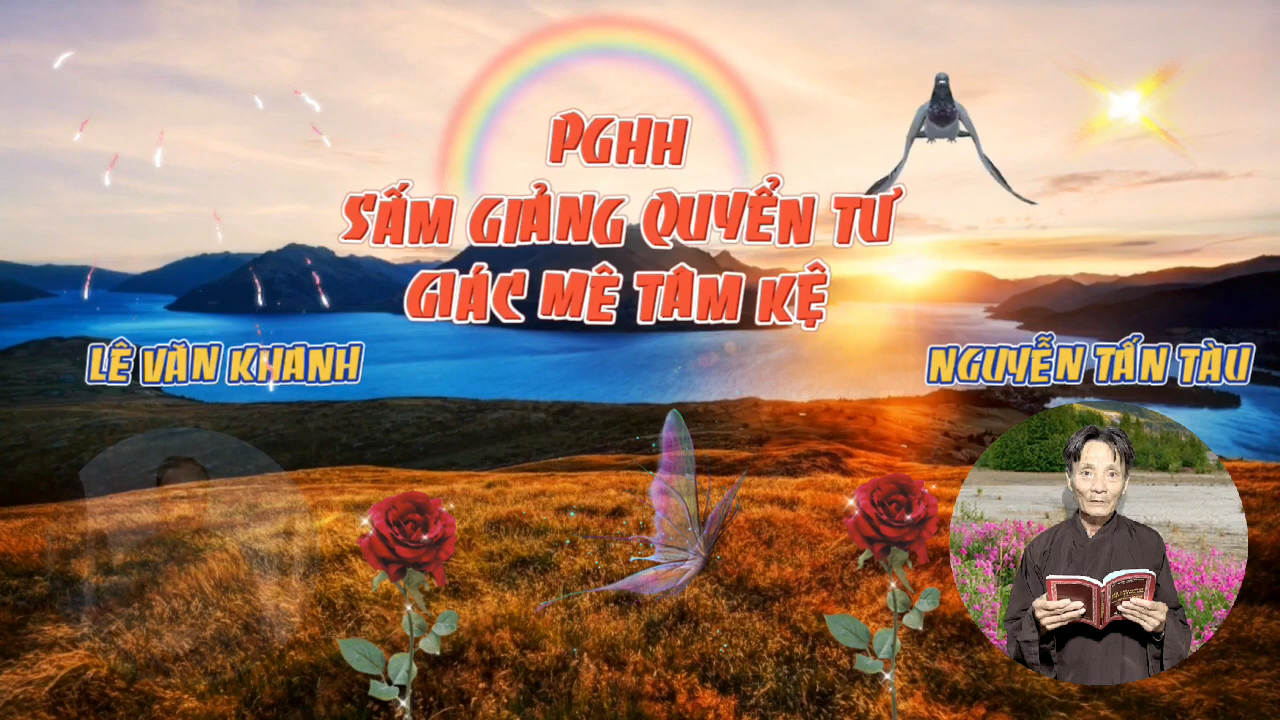 PGHH
SẤM GIẢNG QUYỂN TƯ
GIÁC MÊ TÂM KỆ
LÊ VĂN KHANH
NGUYỄN TẤN TÀU